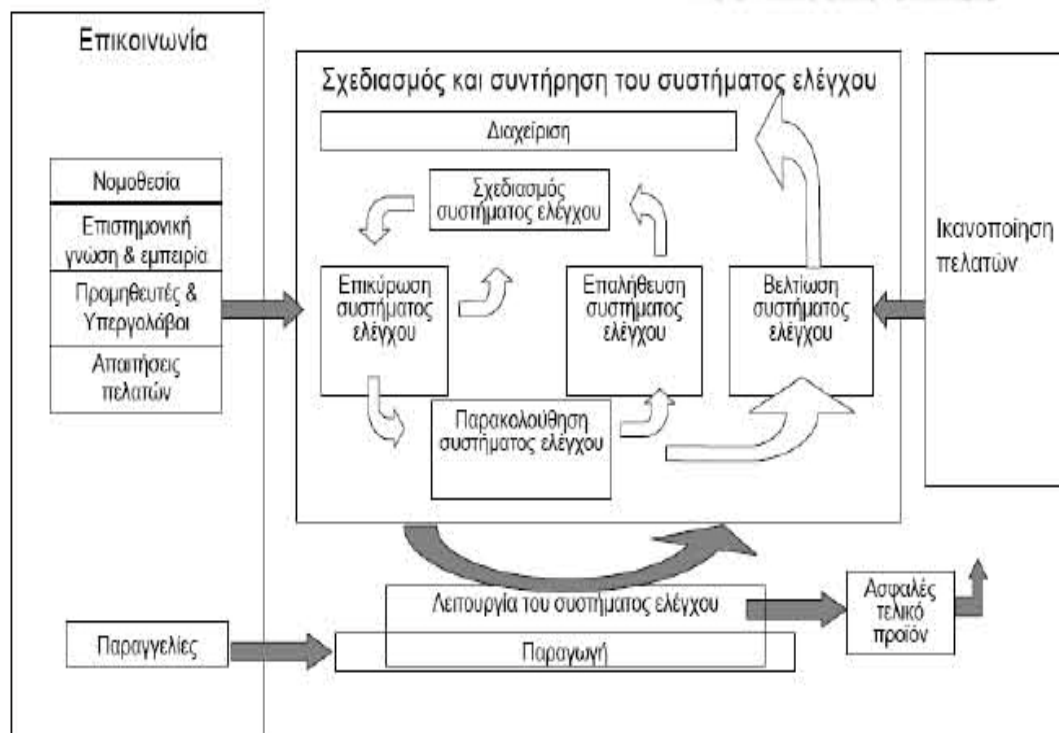 Επικοινωνία
Νομοθεσία
Επιστημονική
γνώση & εμπειρία
Προμηθευτές &
Υπεργολάβοι
Απαιτήσεις
πελατών
Παραγγελίες
Σχεδιασμός και συντήρηση του συστήματος ελέγχου
Διαχείριση
Σχεδιασμός
συστήματος ελέγχου
Επικύρωση
συστήματος
ελέγχου
Επαλήθευση
συστήματος
ελέγχου
Βελτίωση
συστήματος
ελέγχου
Παρακολούθηση
συστήματος ελέγχου
Ικανοποίηση
πελατών
Λειτουργία του συστήματος ελέγχου
Παραγωγή
Ασφαλές
τελικό
προϊόν